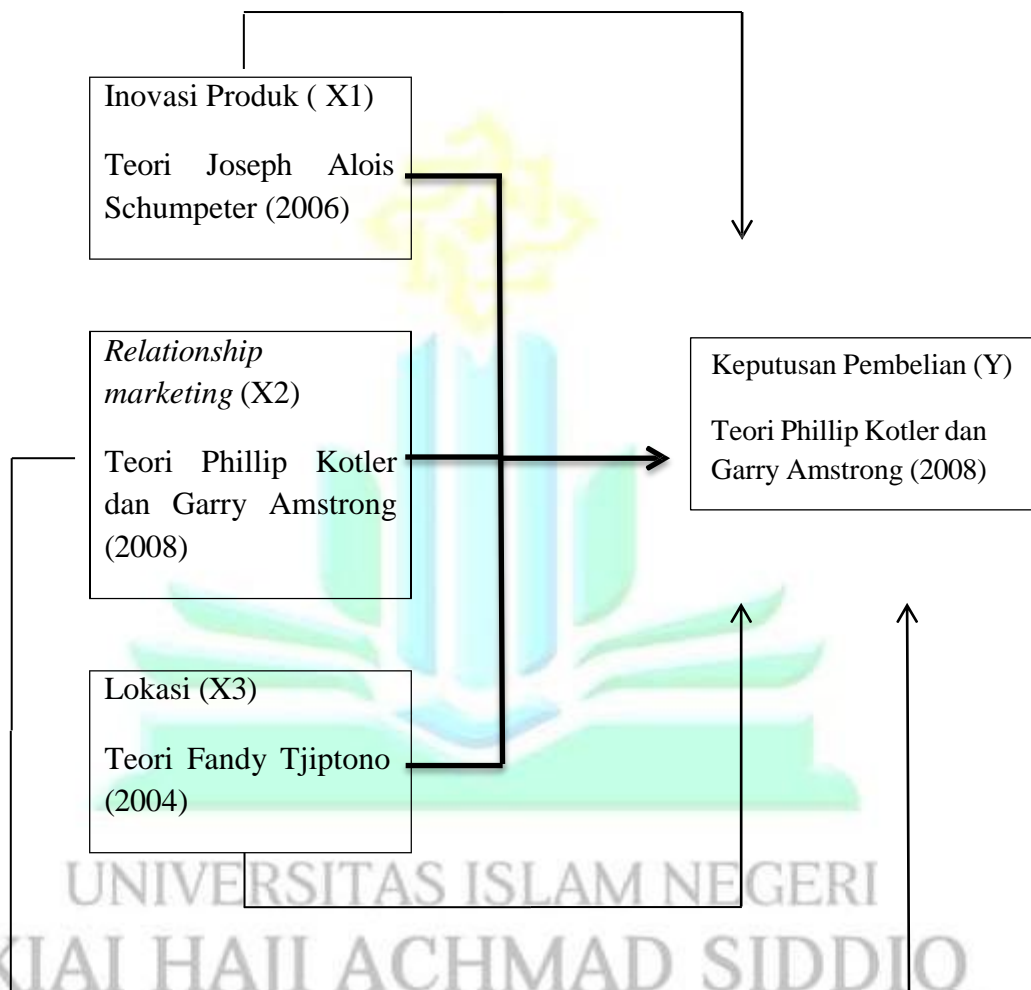 Inovasi Produk ( X1)
Teori Joseph Alois
Schumpeter (2006)
Relationship
marketing (X2)
Teori Phillip Kotler
dan Garry Amstrong
(2008)
Keputusan Pembelian (Y)
Teori Phillip Kotler dan
Garry Amstrong (2008)
Lokasi (X3)
Teori Fandy Tjiptono
(2004)
UNIVERSITAS ISLAM NEGERI
KIAI HAJI ACHMAD SIDDIQ